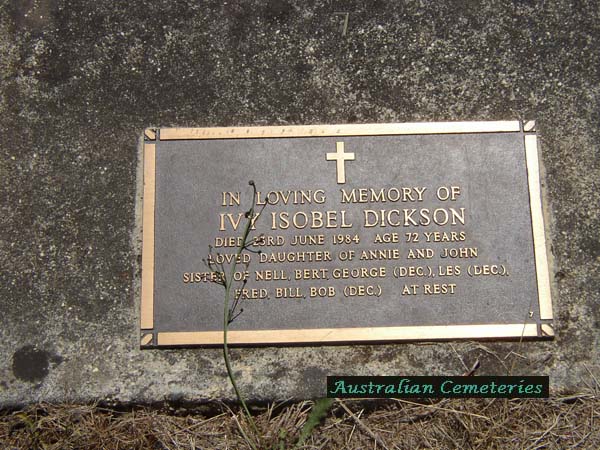 IN LOVING MEMORY OF
IVY ISOBEL DICKSON
DIED 23RD JUNE 1984 AGE 72 YEARS
LOVED DAUGHTER OF ANNIE AND JOHN
SISTER OF NELL, BERT, GEORGE (DEC.), LES (DEC.),
FRED, BILL, BOB (DEC.) AT REST
Australian Cemeteries